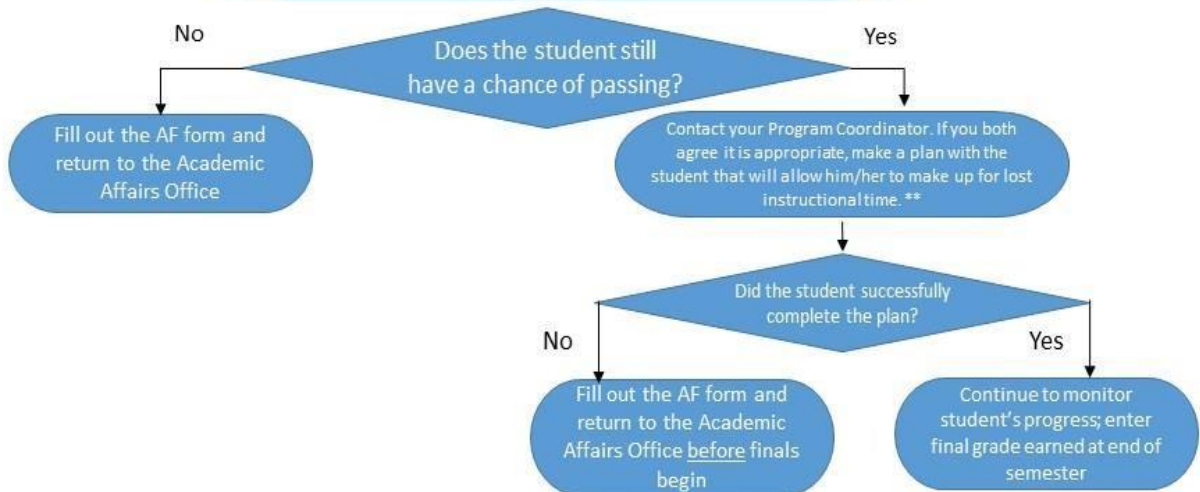 No
Does the student still
have a chance of passing?
Yes
Fill out the AF form and
return to the Academic
Affairs Office
Contact your Program Coordinator. If you both
agree it is appropriate, make a plan with the
student that will allow him/her to make up for lost
instructional time. **
Did the student successfully
complete the plan?
No
Yes
Fill out the AF form and
return to the Academic
Affairs Office before finals
begin
Continue to monitor
student's progress; enter
final grade earned at end of
semester